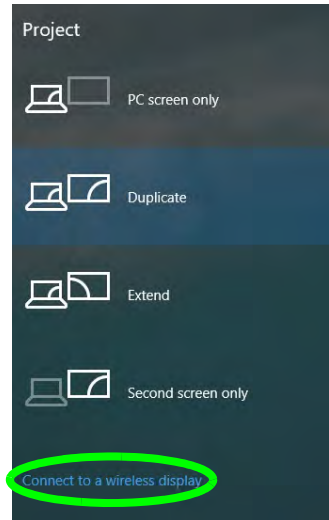 Project
PC screen only
Duplicate
Extend
Second screen only
Connect to a wireless display